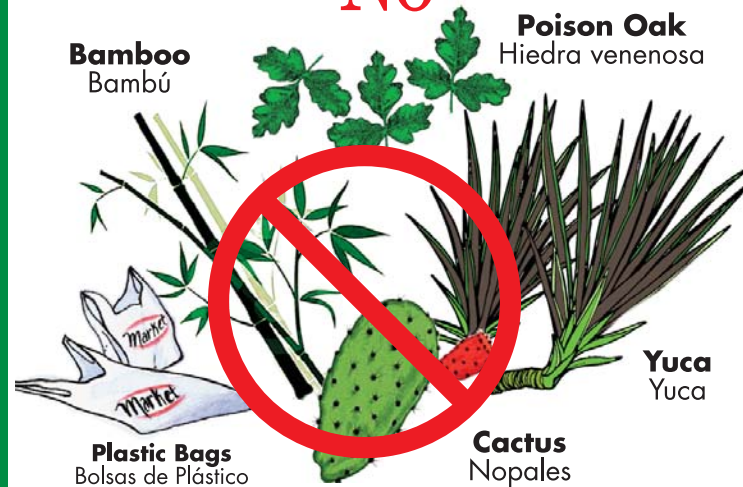 No
Bamboo
Bambú
Poison Oak
Hiedra venenosa
Market
Market
Yuca
Yuca
Plastic Bags
Bolsas de Plástico
Cactus
Nopales